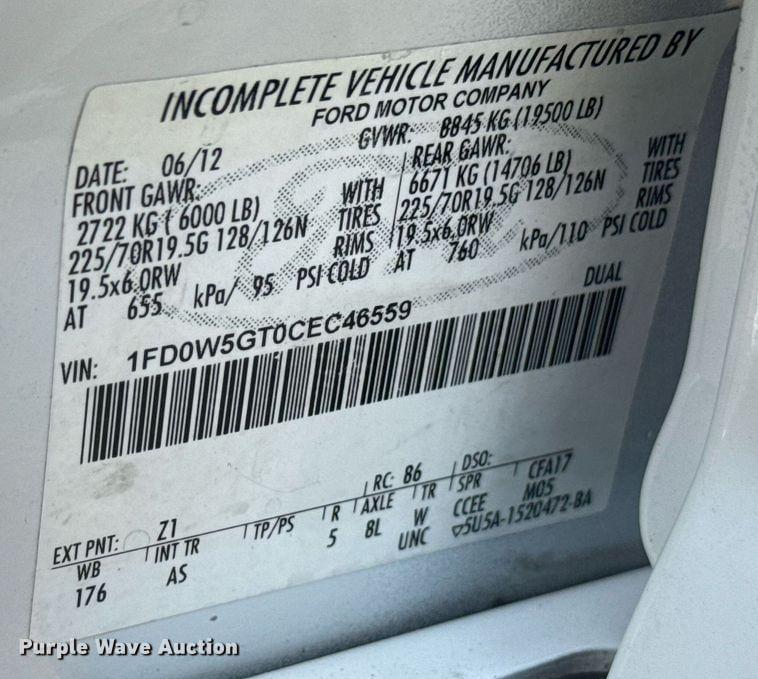 INCOMPLETE VEHICLE MANUFACTURED BY
FORD MOTOR COMPANY
DATE: 06/12
GVWR: 8845 KG (19500 LB)
FRONT GAWR:
2722 KG ( 6000 LB) WITH
225/70R19.5G 128/126N TIRES
19.5x6.0RW RIMS
AT 655 kPa/ 95 PSI COLD
REAR GAWR: WITH
6671 KG (14706 LB) TIRES
225/70R19.5G 128/126N RIMS
19.5x6.0RW
AT 760 kPa/110 PSI COLD
DUAL
VIN: 1FD0W5GT0CEC46559
EXT PNT: Z1 RC: 86 DSO: CFA17
WB INT TR TP/PS R AXLE TR SPR M05
176 AS 5 8L W CCEE
UNC ▽5U5A-1520472-BA
Purple Wave Auction